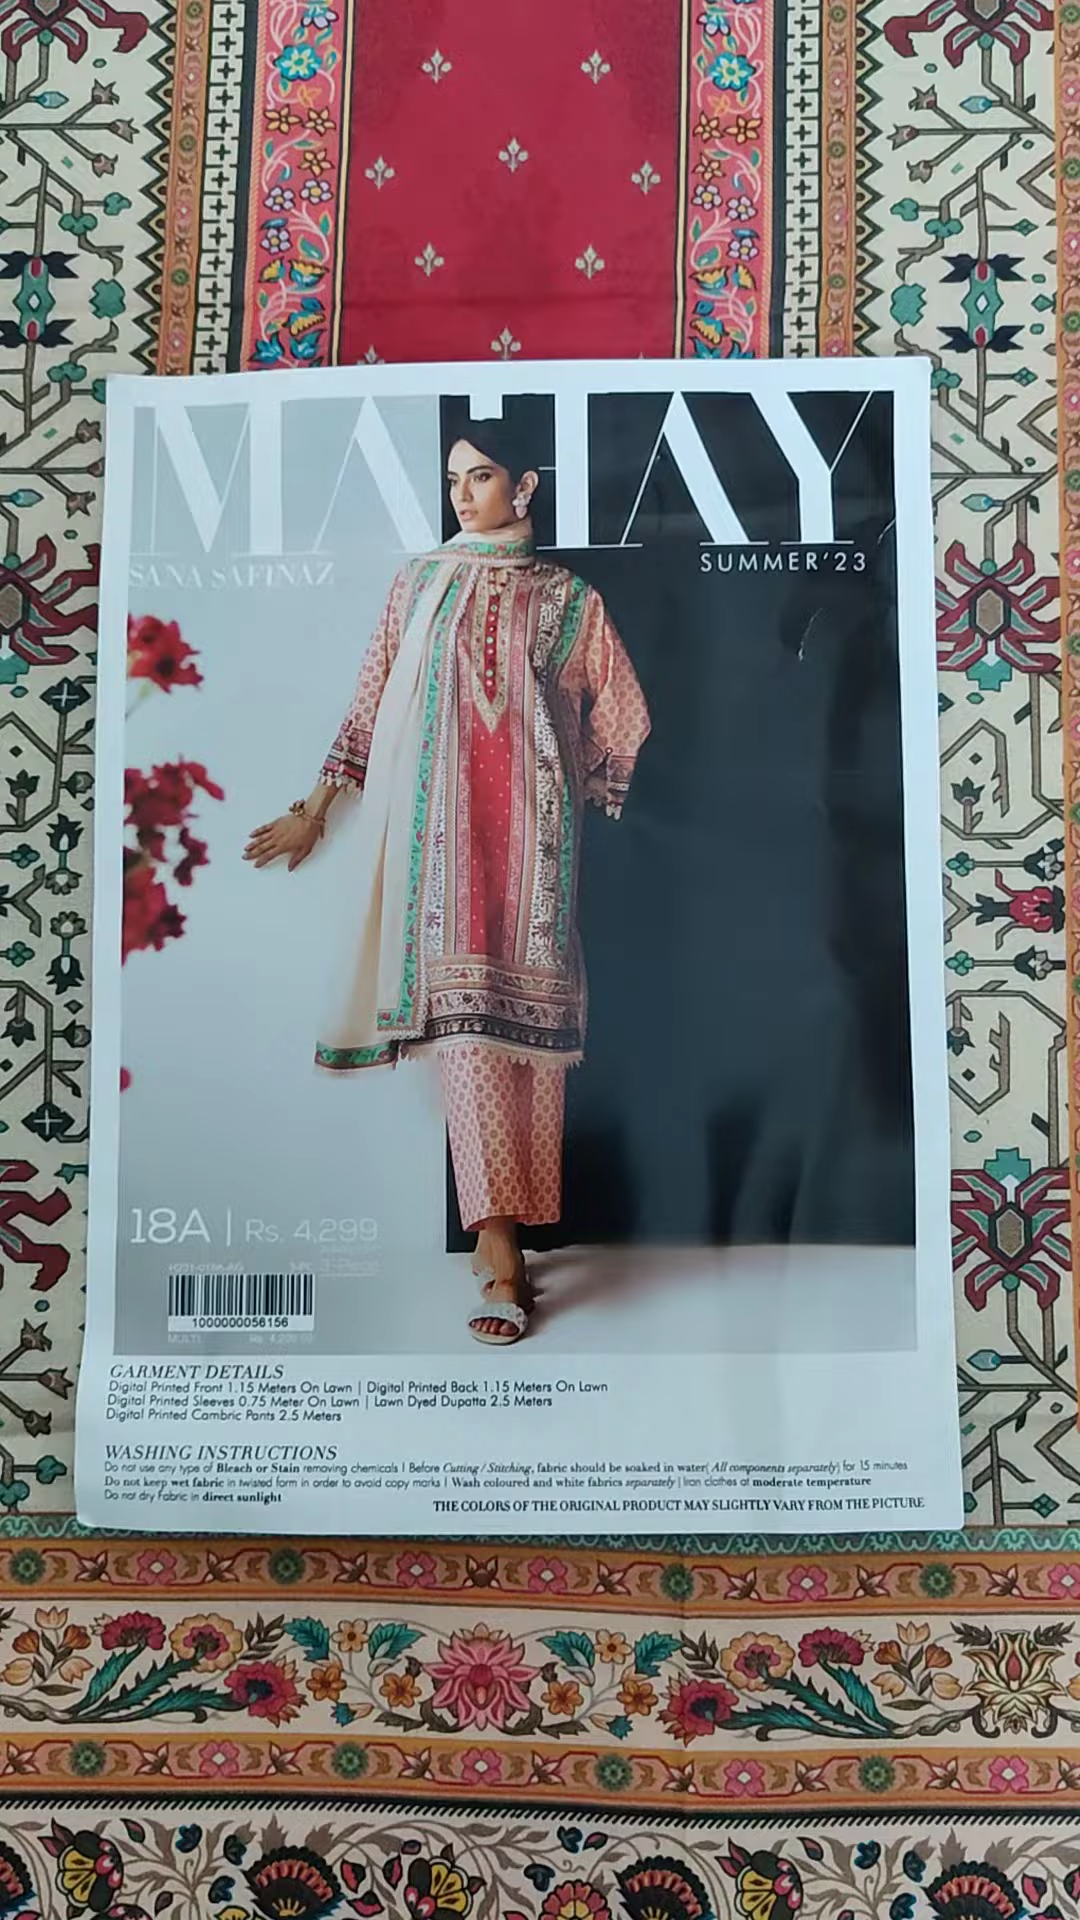 MAHAY
SANA SAFINAZ
SUMMER'23
18A | Rs. 4,299
3-Piece
1000000056156
MULTI
GARMENT DETAILS
Digital Printed Front 1.15 Meters On Lawn | Digital Printed Back 1.15 Meters On Lawn
Digital Printed Sleeves 0.75 Meter On Lawn | Lawn Dyed Dupatta 2.5 Meters
Digital Printed Cambric Pants 2.5 Meters
WASHING INSTRUCTIONS
Do not use any type of Bleach or Stain removing chemicals | Before Cutting / Stitching, fabric should be soaked in water( All components separately) for 15 minutes
Do not keep wet fabric in twisted form in order to avoid copy marks | Wash coloured and white fabrics separately | Iron clothes at moderate temperature
Do not dry fabric in direct sunlight
THE COLORS OF THE ORIGINAL PRODUCT MAY SLIGHTLY VARY FROM THE PICTURE